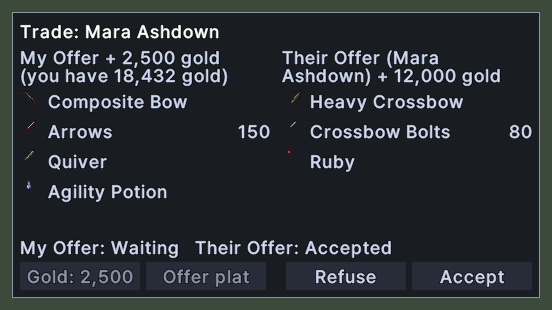 Trade: Mara Ashdown
My Offer + 2,500 gold
(you have 18,432 gold)
Their Offer (Mara
Ashdown) + 12,000 gold
Composite Bow
Arrows 150
Quiver
Agility Potion
Heavy Crossbow
Crossbow Bolts 80
Ruby
My Offer: Waiting Their Offer: Accepted
Gold: 2,500 Offer plat Refuse Accept